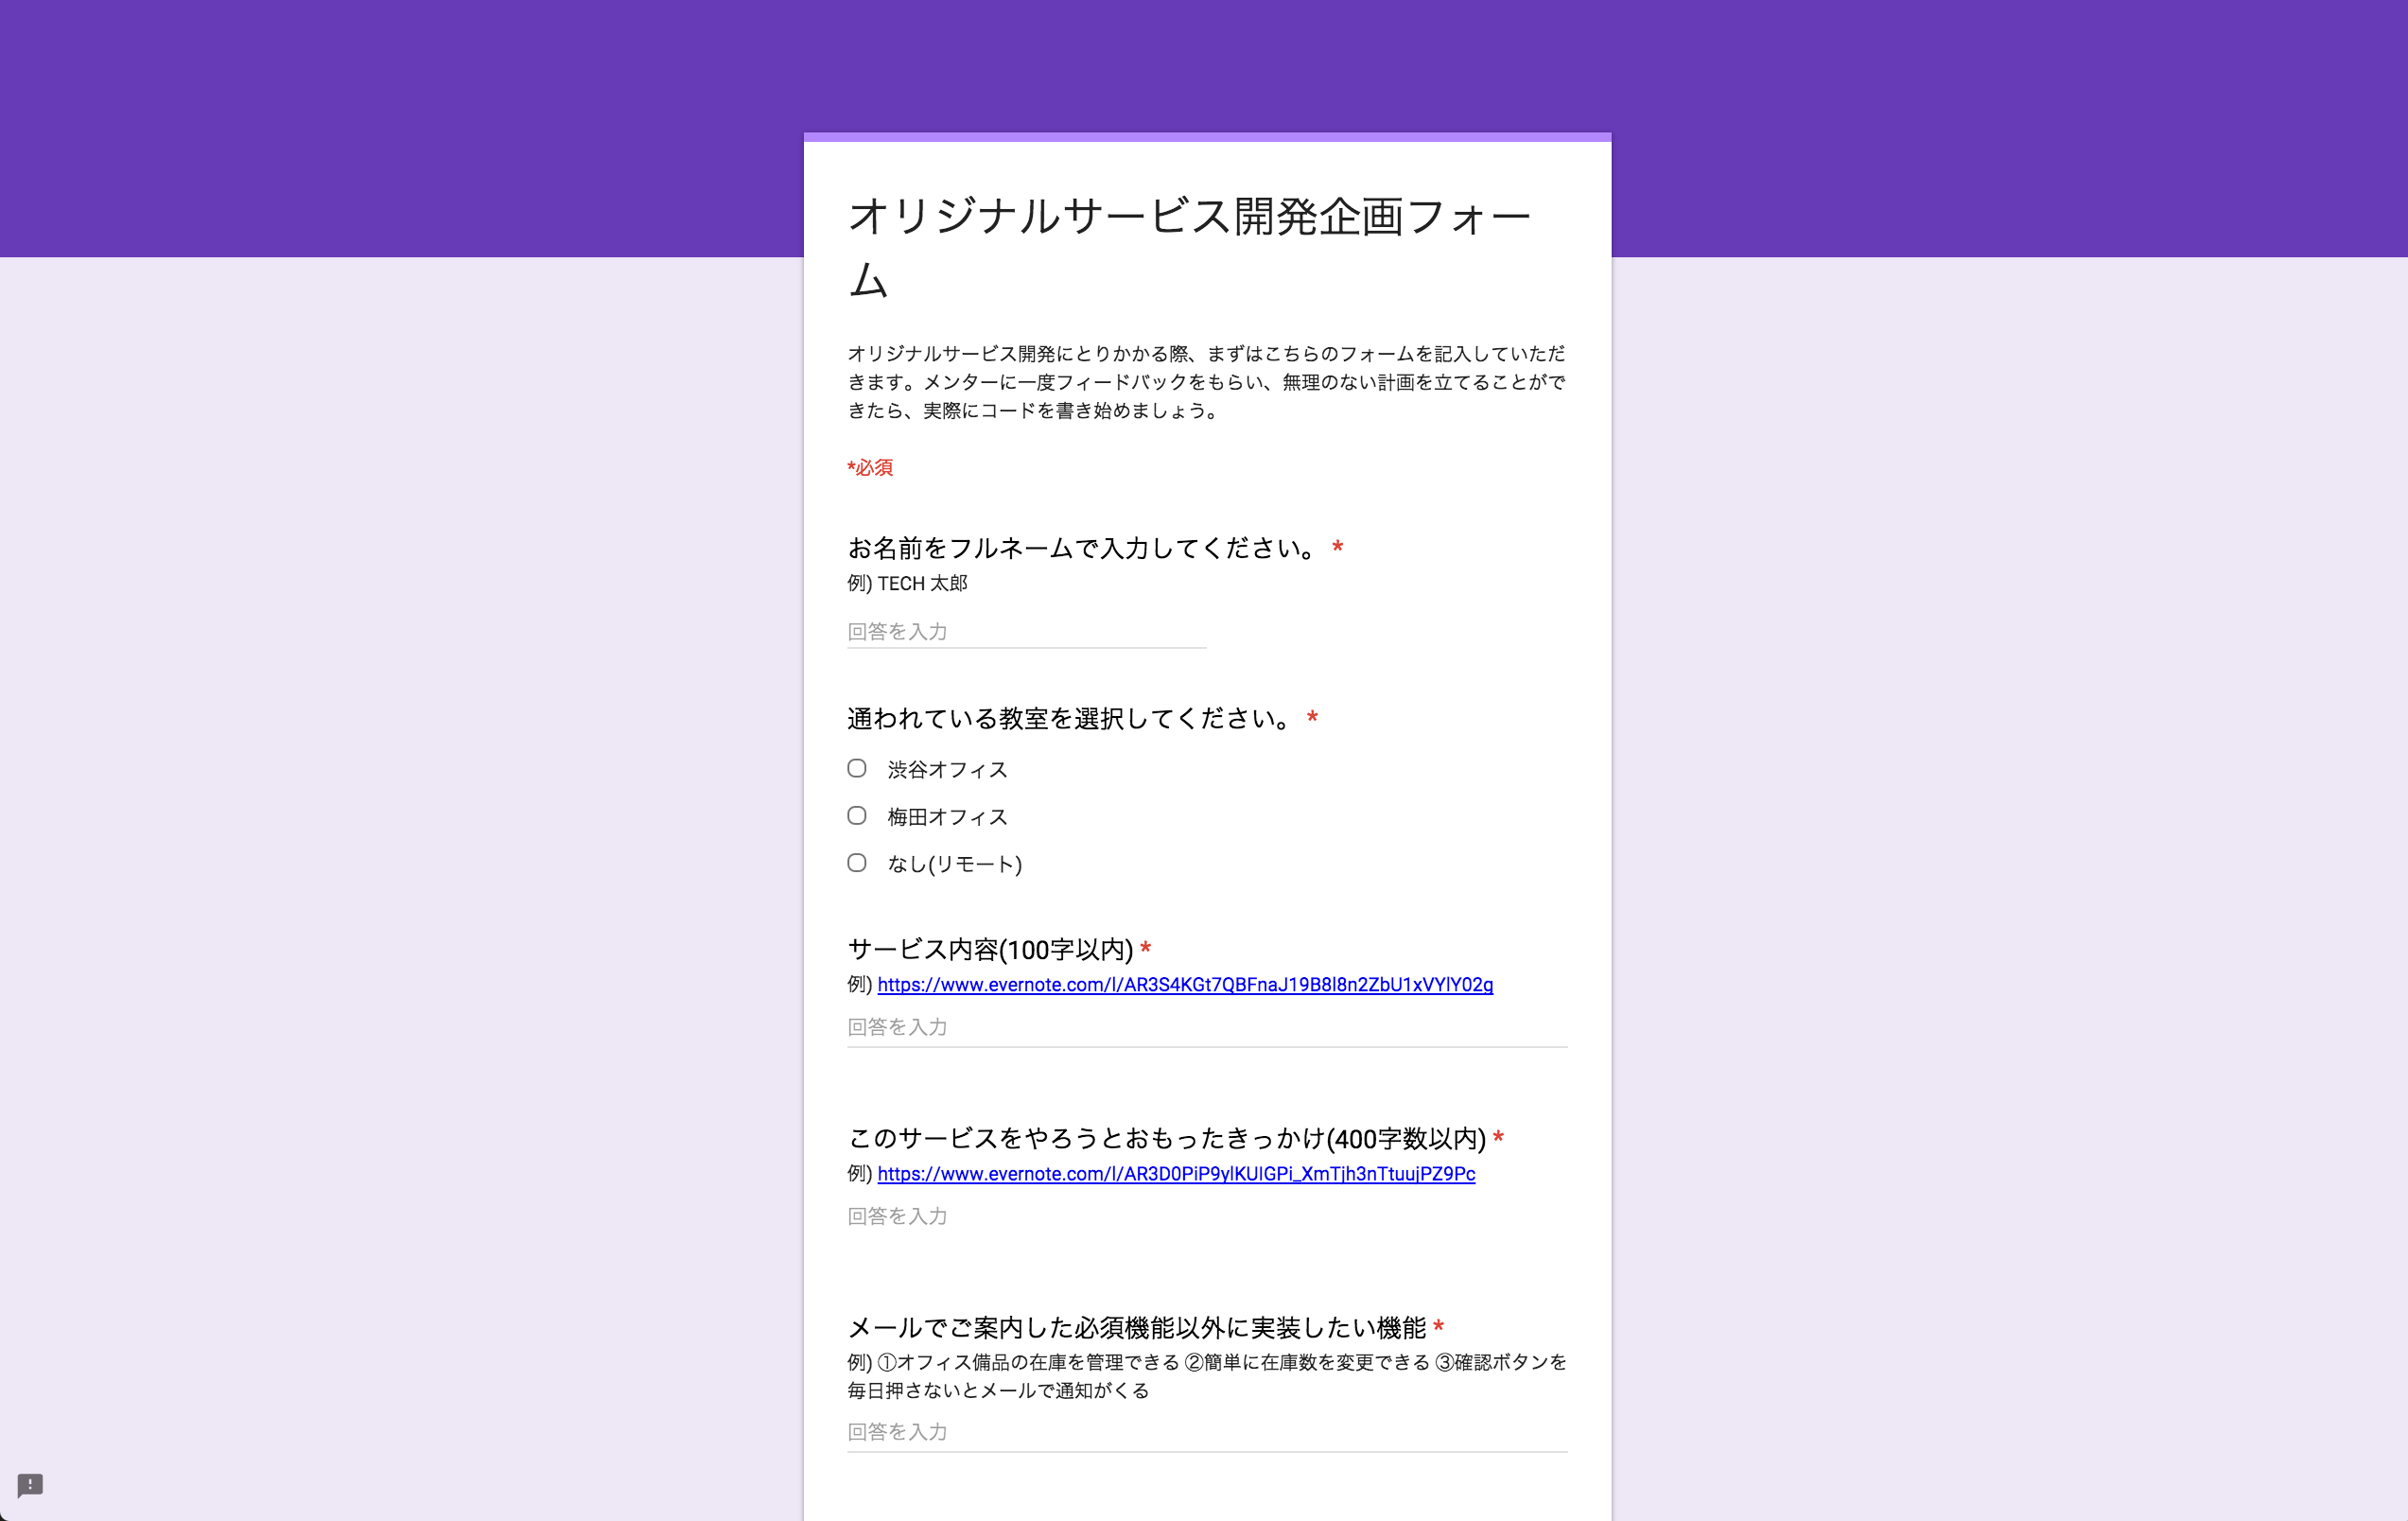 オリジナルサービス開発企画フォー
ム
オリジナルサービス開発にとりかかる際、まずはこちらのフォームを記入していただ
きます。メンターに一度フィードバックをもらい、無理のない計画を立てることがで
きたら、実際にコードを書き始めましょう。
*必須
お名前をフルネームで入力してください。 *
例) TECH 太郎
回答を入力
通われている教室を選択してください。 *
渋谷オフィス
梅田オフィス
なし(リモート)
サービス内容(100字以内) *
例) https://www.evernote.com/l/AR3S4KGt7QBFnaJ19B8l8n2ZbU1xVYlY02g
回答を入力
このサービスをやろうとおもったきっかけ(400字数以内) *
例) https://www.evernote.com/l/AR3D0PiP9ylKUIGPi_XmTjh3nTtuujPZ9Pc
回答を入力
メールでご案内した必須機能以外に実装したい機能 *
例) ①オフィス備品の在庫を管理できる ②簡単に在庫数を変更できる ③確認ボタンを
毎日押さないとメールで通知がくる
回答を入力